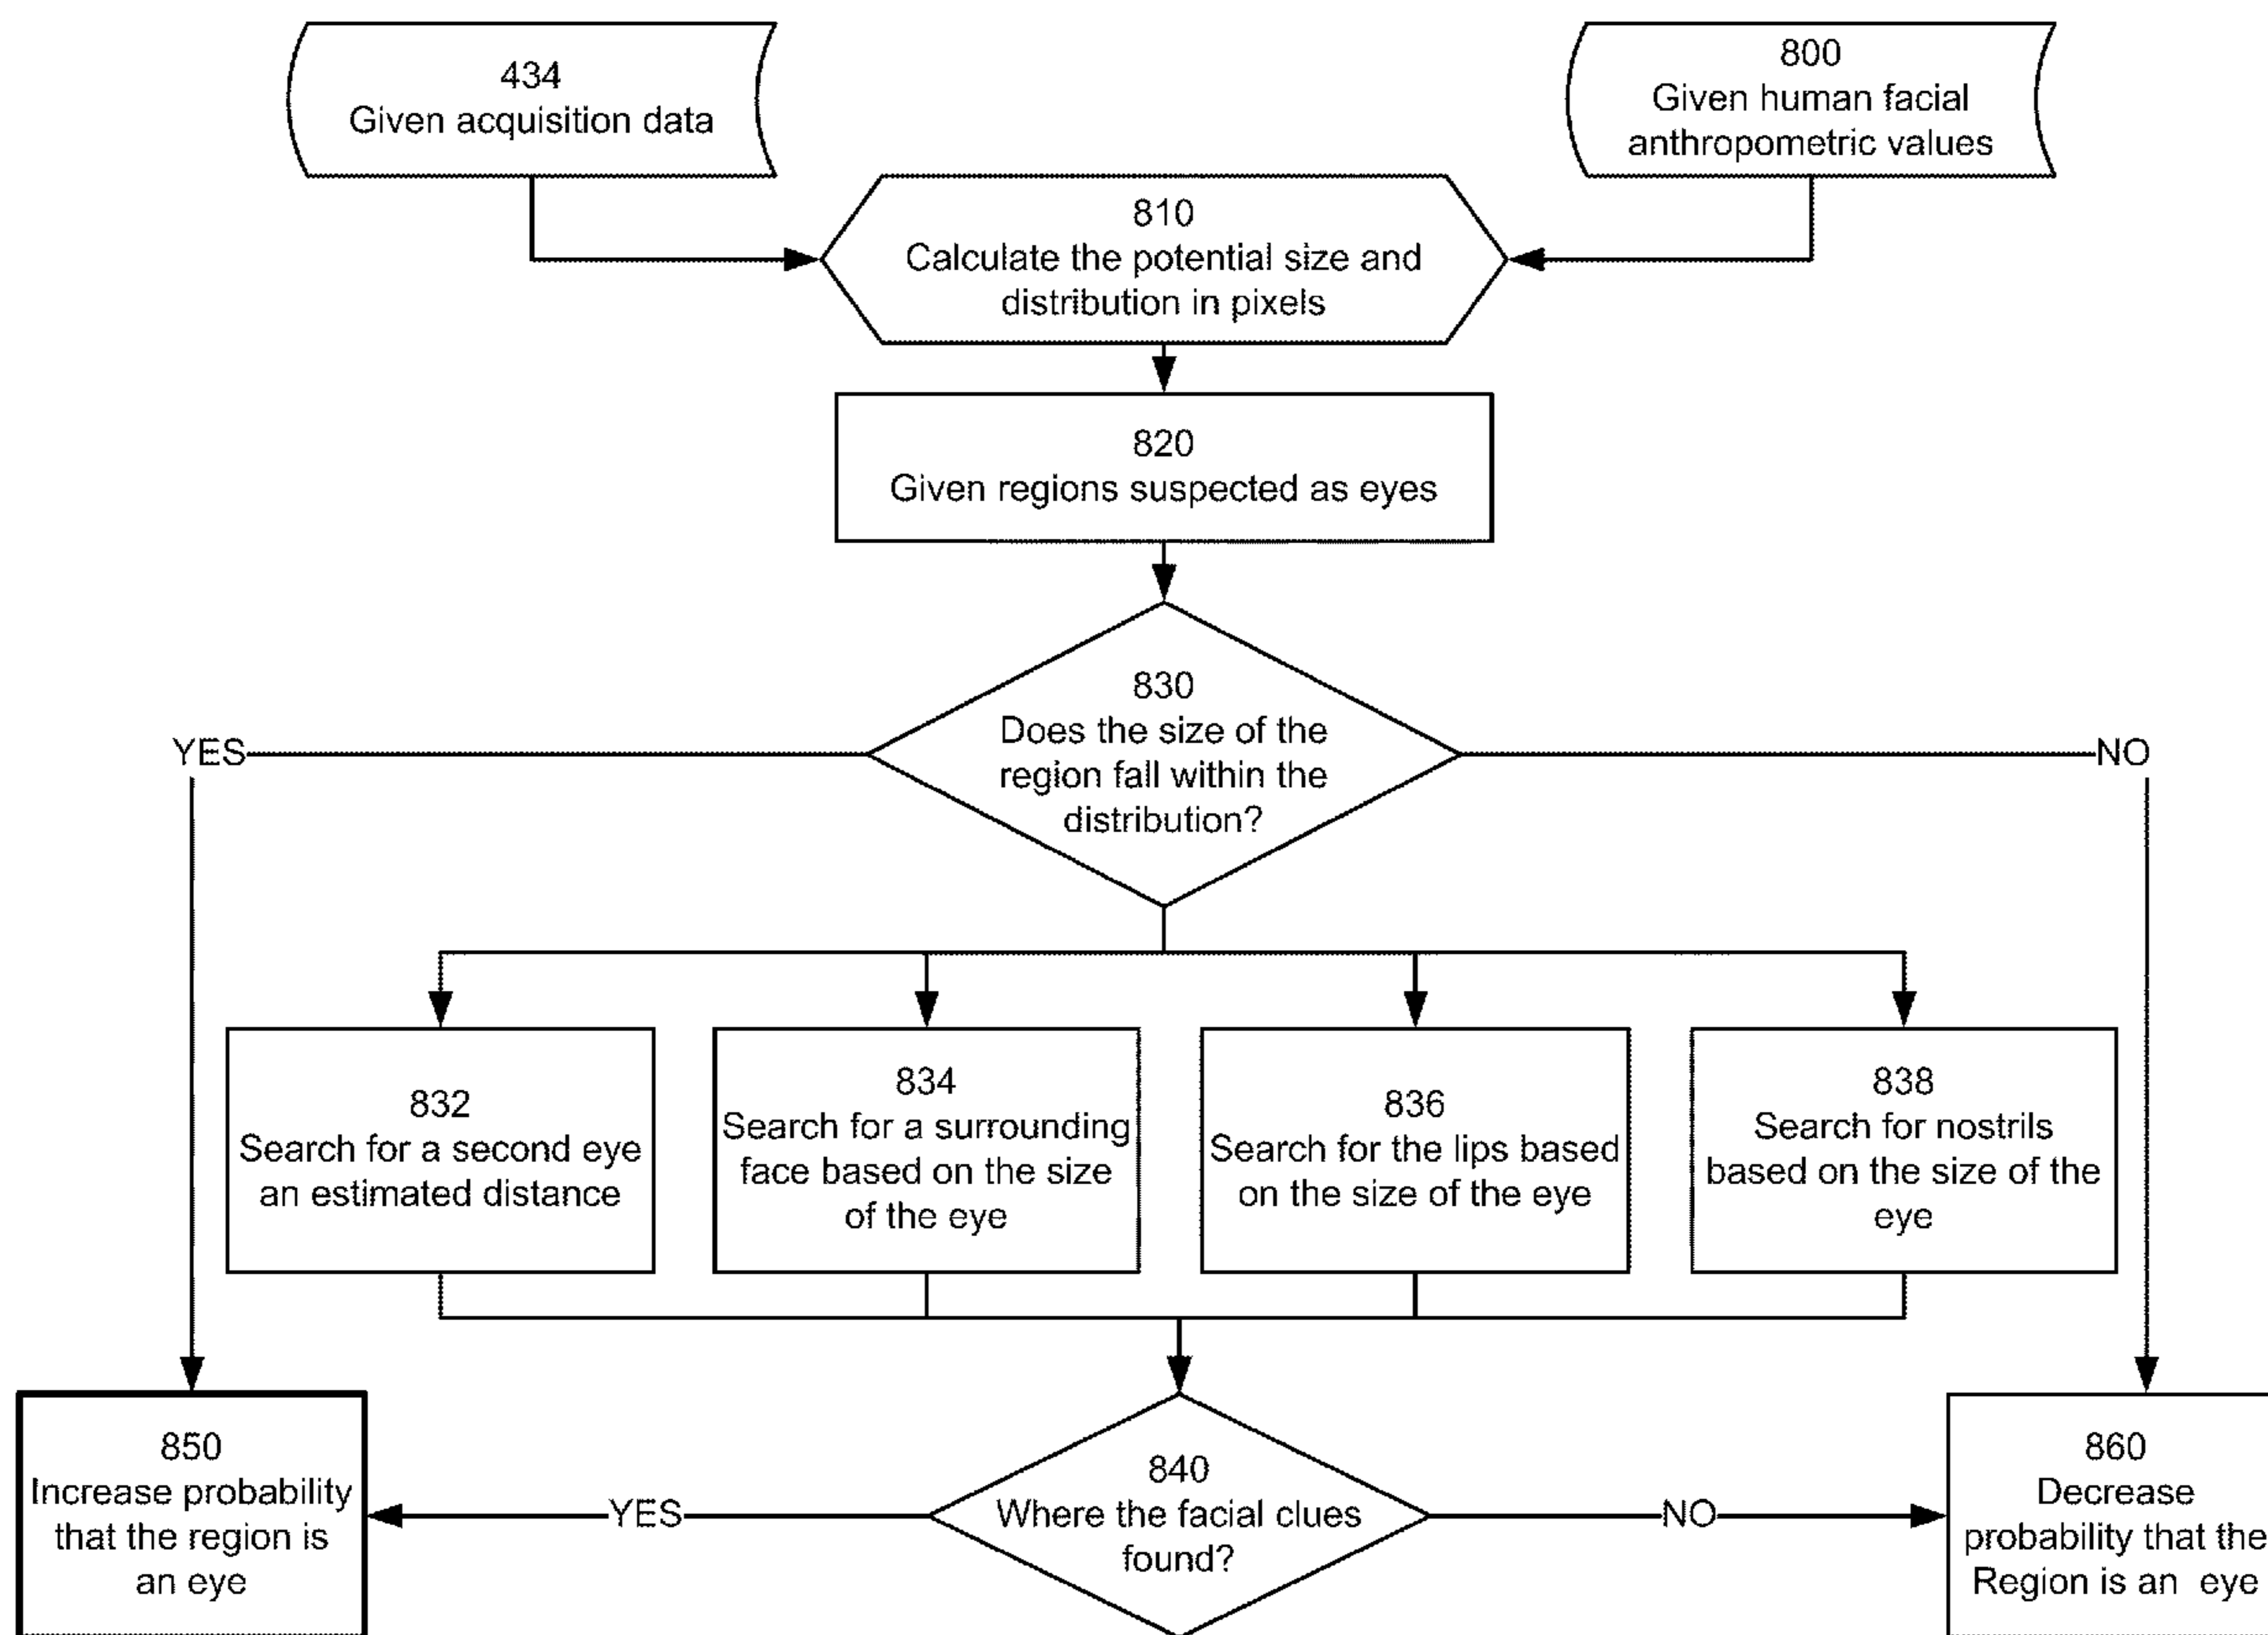 434
Given acquisition data
800
Given human facial
anthropometric values
810
Calculate the potential size and
distribution in pixels
820
Given regions suspected as eyes
830
Does the size of the
region fall within the
distribution?
YES
NO
832
Search for a second eye
an estimated distance
834
Search for a surrounding
face based on the size
of the eye
836
Search for the lips based
on the size of the eye
838
Search for nostrils
based on the size of the
eye
850
Increase probability
that the region is
an eye
YES
840
Where the facial clues
found?
NO
860
Decrease
probability that the
Region is an eye